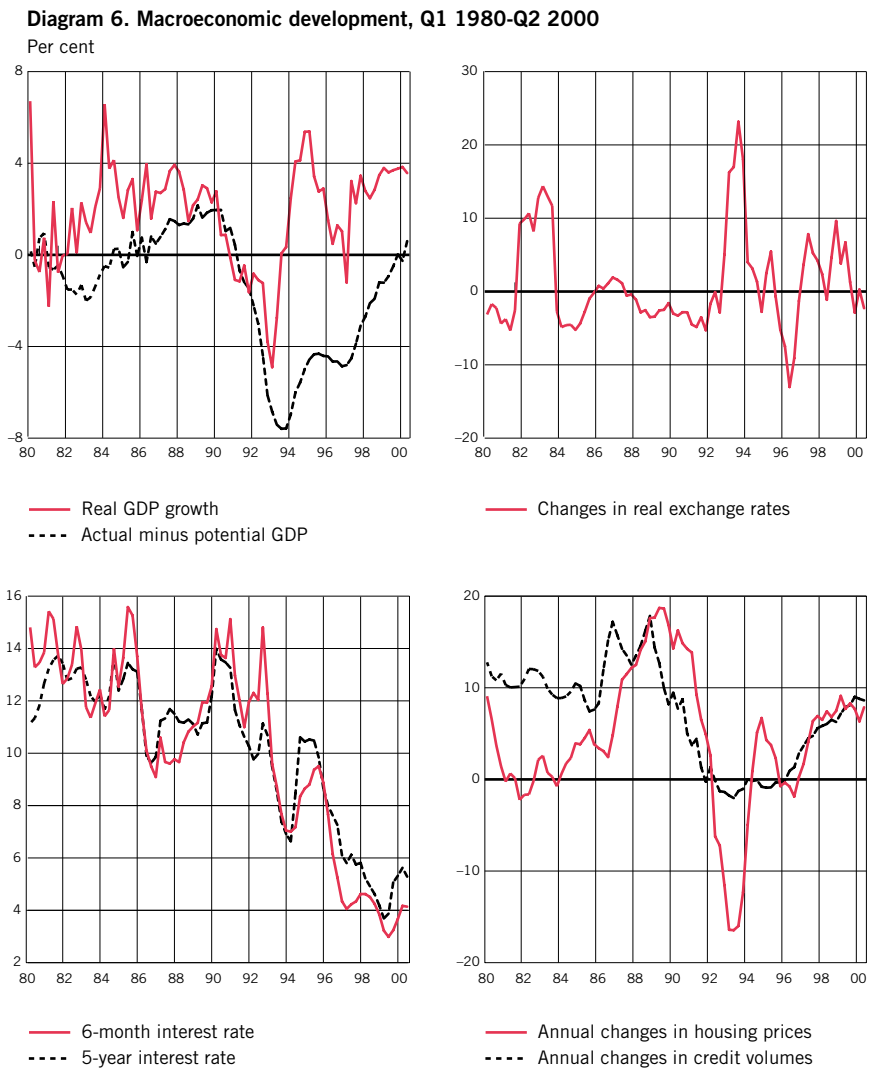 Diagram 6. Macroeconomic development, Q1 1980-Q2 2000
Per cent
8
4
0
–4
–8
80 82 84 86 88 90 92 94 96 98 00
Real GDP growth
Actual minus potential GDP
30
20
10
0
–10
–20
80 82 84 86 88 90 92 94 96 98 00
Changes in real exchange rates
16
14
12
10
8
6
4
2
80 82 84 86 88 90 92 94 96 98 00
6-month interest rate
5-year interest rate
20
10
0
–10
–20
80 82 84 86 88 90 92 94 96 98 00
Annual changes in housing prices
Annual changes in credit volumes